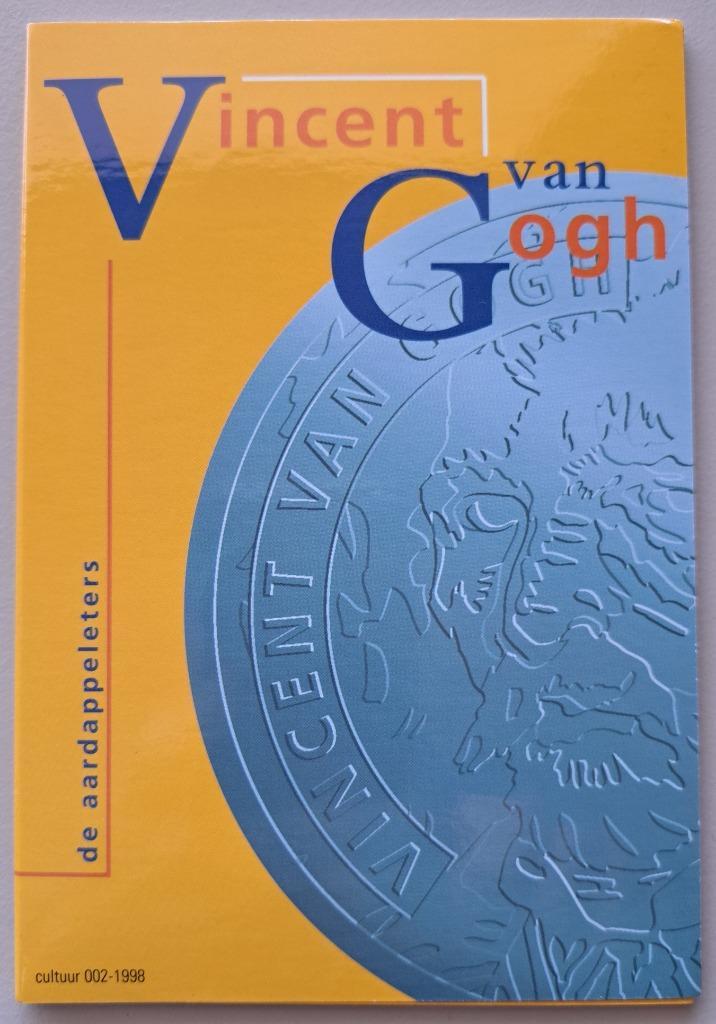 Vincent
van
Gogh
VINCENT VAN GOGH
de aardappeleters
cultuur 002-1998